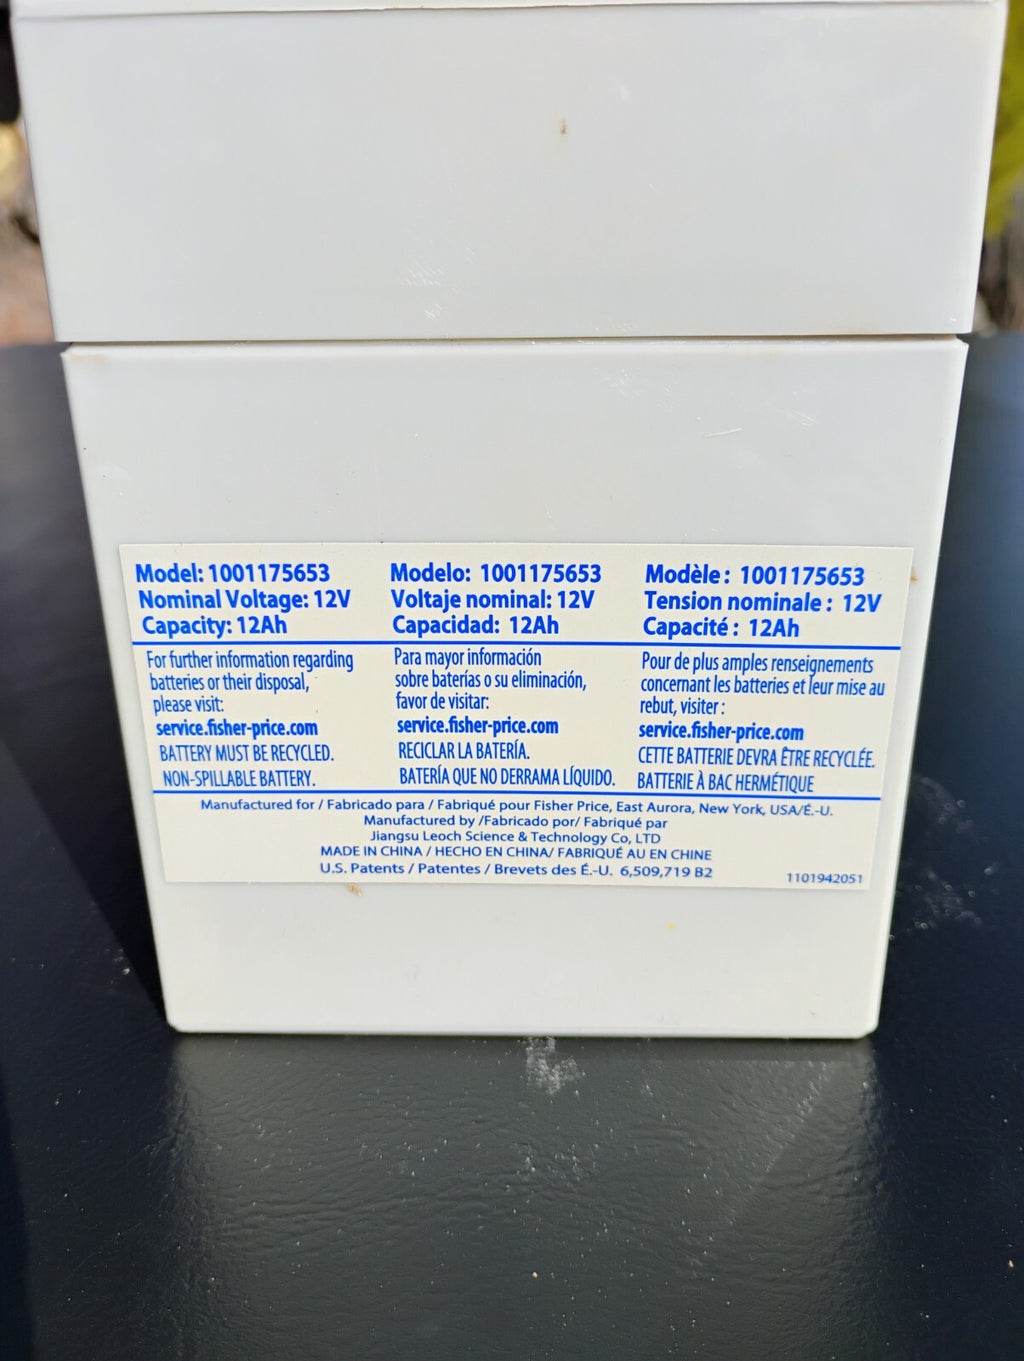 Model: 1001175653
Nominal Voltage: 12V
Capacity: 12Ah
For further information regarding
batteries or their disposal,
please visit:
service.fisher-price.com
BATTERY MUST BE RECYCLED.
NON-SPILLABLE BATTERY.
Modelo: 1001175653
Voltaje nominal: 12V
Capacidad: 12Ah
Para mayor información
sobre baterías o su eliminación,
favor de visitar:
service.fisher-price.com
RECICLAR LA BATERÍA.
BATERÍA QUE NO DERRAMA LÍQUIDO.
Modèle : 1001175653
Tension nominale : 12V
Capacité : 12Ah
Pour de plus amples renseignements
concernant les batteries et leur mise au
rebut, visiter :
service.fisher-price.com
CETTE BATTERIE DEVRA ÊTRE RECYCLÉE.
BATTERIE À BAC HERMÉTIQUE
Manufactured for / Fabricado para / Fabriqué pour Fisher Price, East Aurora, New York, USA/É.-U.
Manufactured by /Fabricado por/ Fabriqué par
Jiangsu Leoch Science & Technology Co, LTD
MADE IN CHINA / HECHO EN CHINA/ FABRIQUÉ AU EN CHINE
U.S. Patents / Patentes / Brevets des É.-U. 6,509,719 B2
1101942051